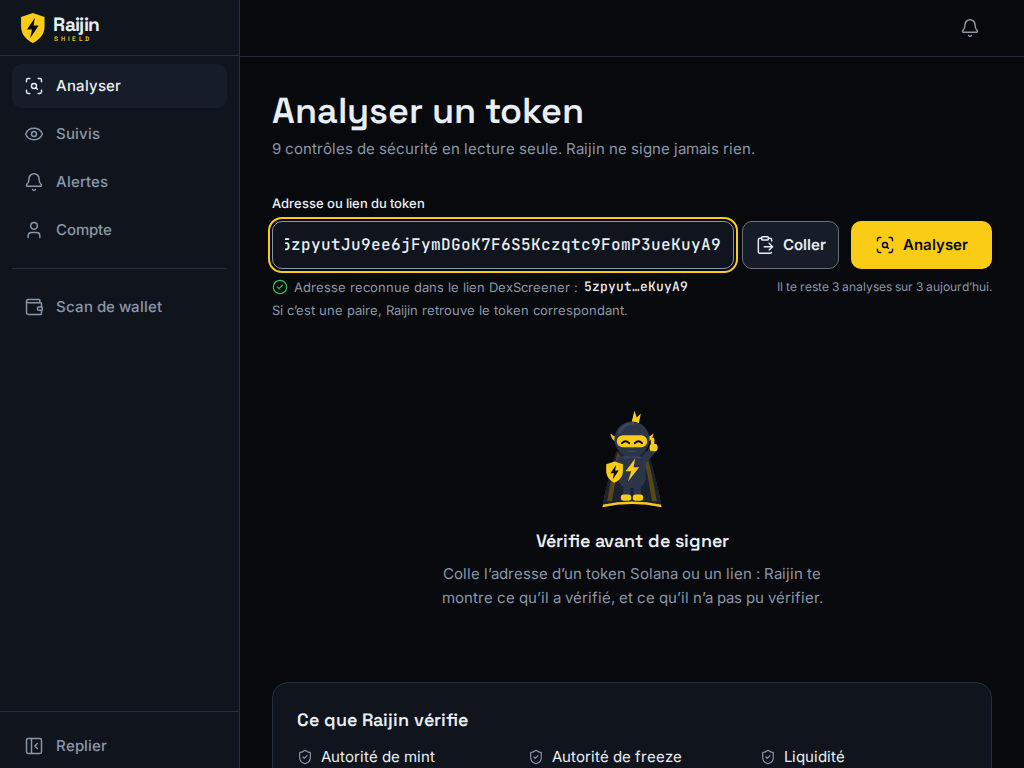 Raijin
SHIELD
Analyser
Suivis
Alertes
Compte
Scan de wallet
Replier
Analyser un token
9 contrôles de sécurité en lecture seule. Raijin ne signe jamais rien.
Adresse ou lien du token
5zpyutJu9ee6jFymDGoK7F6S5Kczqtc9FomP3ueKuyA9
Coller
Analyser
Adresse reconnue dans le lien DexScreener : 5zpyut…eKuyA9
Il te reste 3 analyses sur 3 aujourd’hui.
Si c’est une paire, Raijin retrouve le token correspondant.
Vérifie avant de signer
Colle l’adresse d’un token Solana ou un lien : Raijin te
montre ce qu’il a vérifié, et ce qu’il n’a pas pu vérifier.
Ce que Raijin vérifie
Autorité de mint
Autorité de freeze
Liquidité